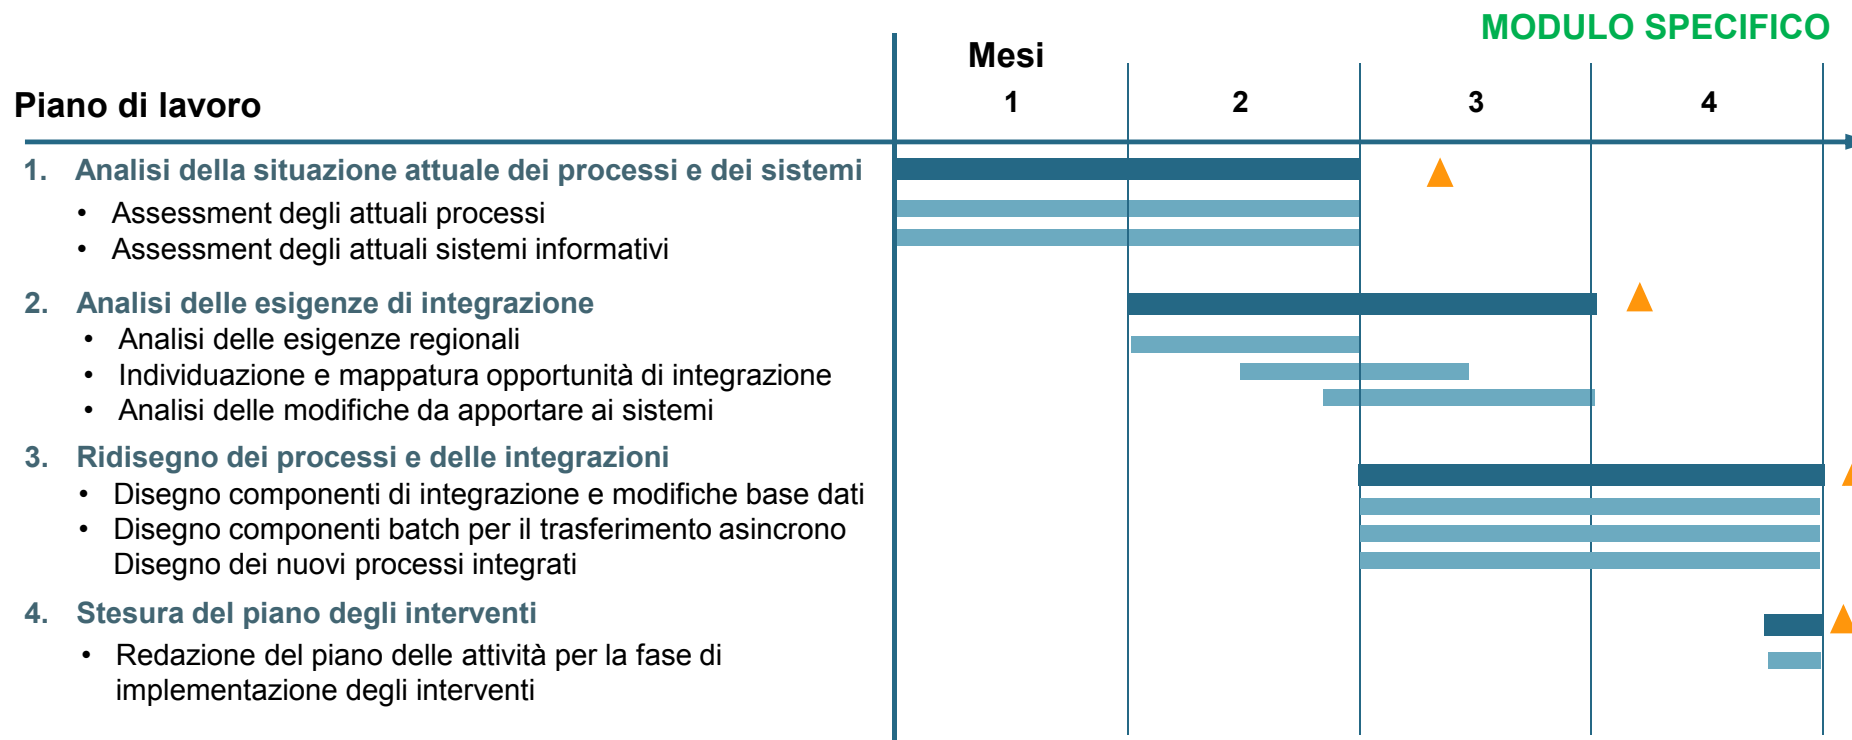 MODULO SPECIFICO
Mesi
Piano di lavoro
1 2 3 4
1. Analisi della situazione attuale dei processi e dei sistemi
• Assessment degli attuali processi
• Assessment degli attuali sistemi informativi
2. Analisi delle esigenze di integrazione
• Analisi delle esigenze regionali
• Individuazione e mappatura opportunità di integrazione
• Analisi delle modifiche da apportare ai sistemi
3. Ridisegno dei processi e delle integrazioni
• Disegno componenti di integrazione e modifiche base dati
• Disegno componenti batch per il trasferimento asincrono
Disegno dei nuovi processi integrati
4. Stesura del piano degli interventi
• Redazione del piano delle attività per la fase di
implementazione degli interventi